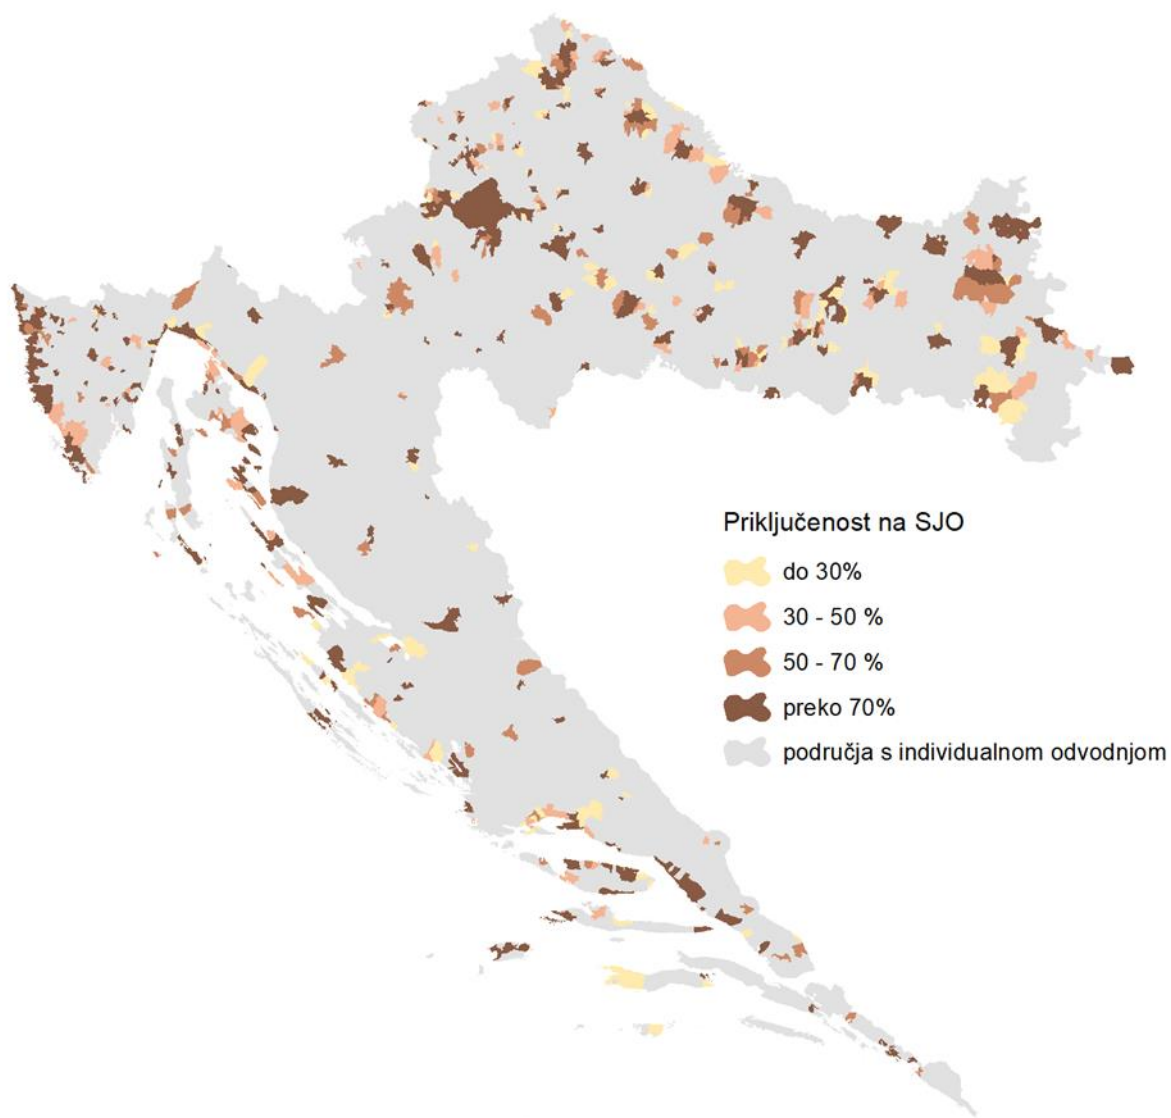 Priključenost na SJO
do 30%
30 - 50 %
50 - 70 %
preko 70%
područja s individualnom odvodnjom